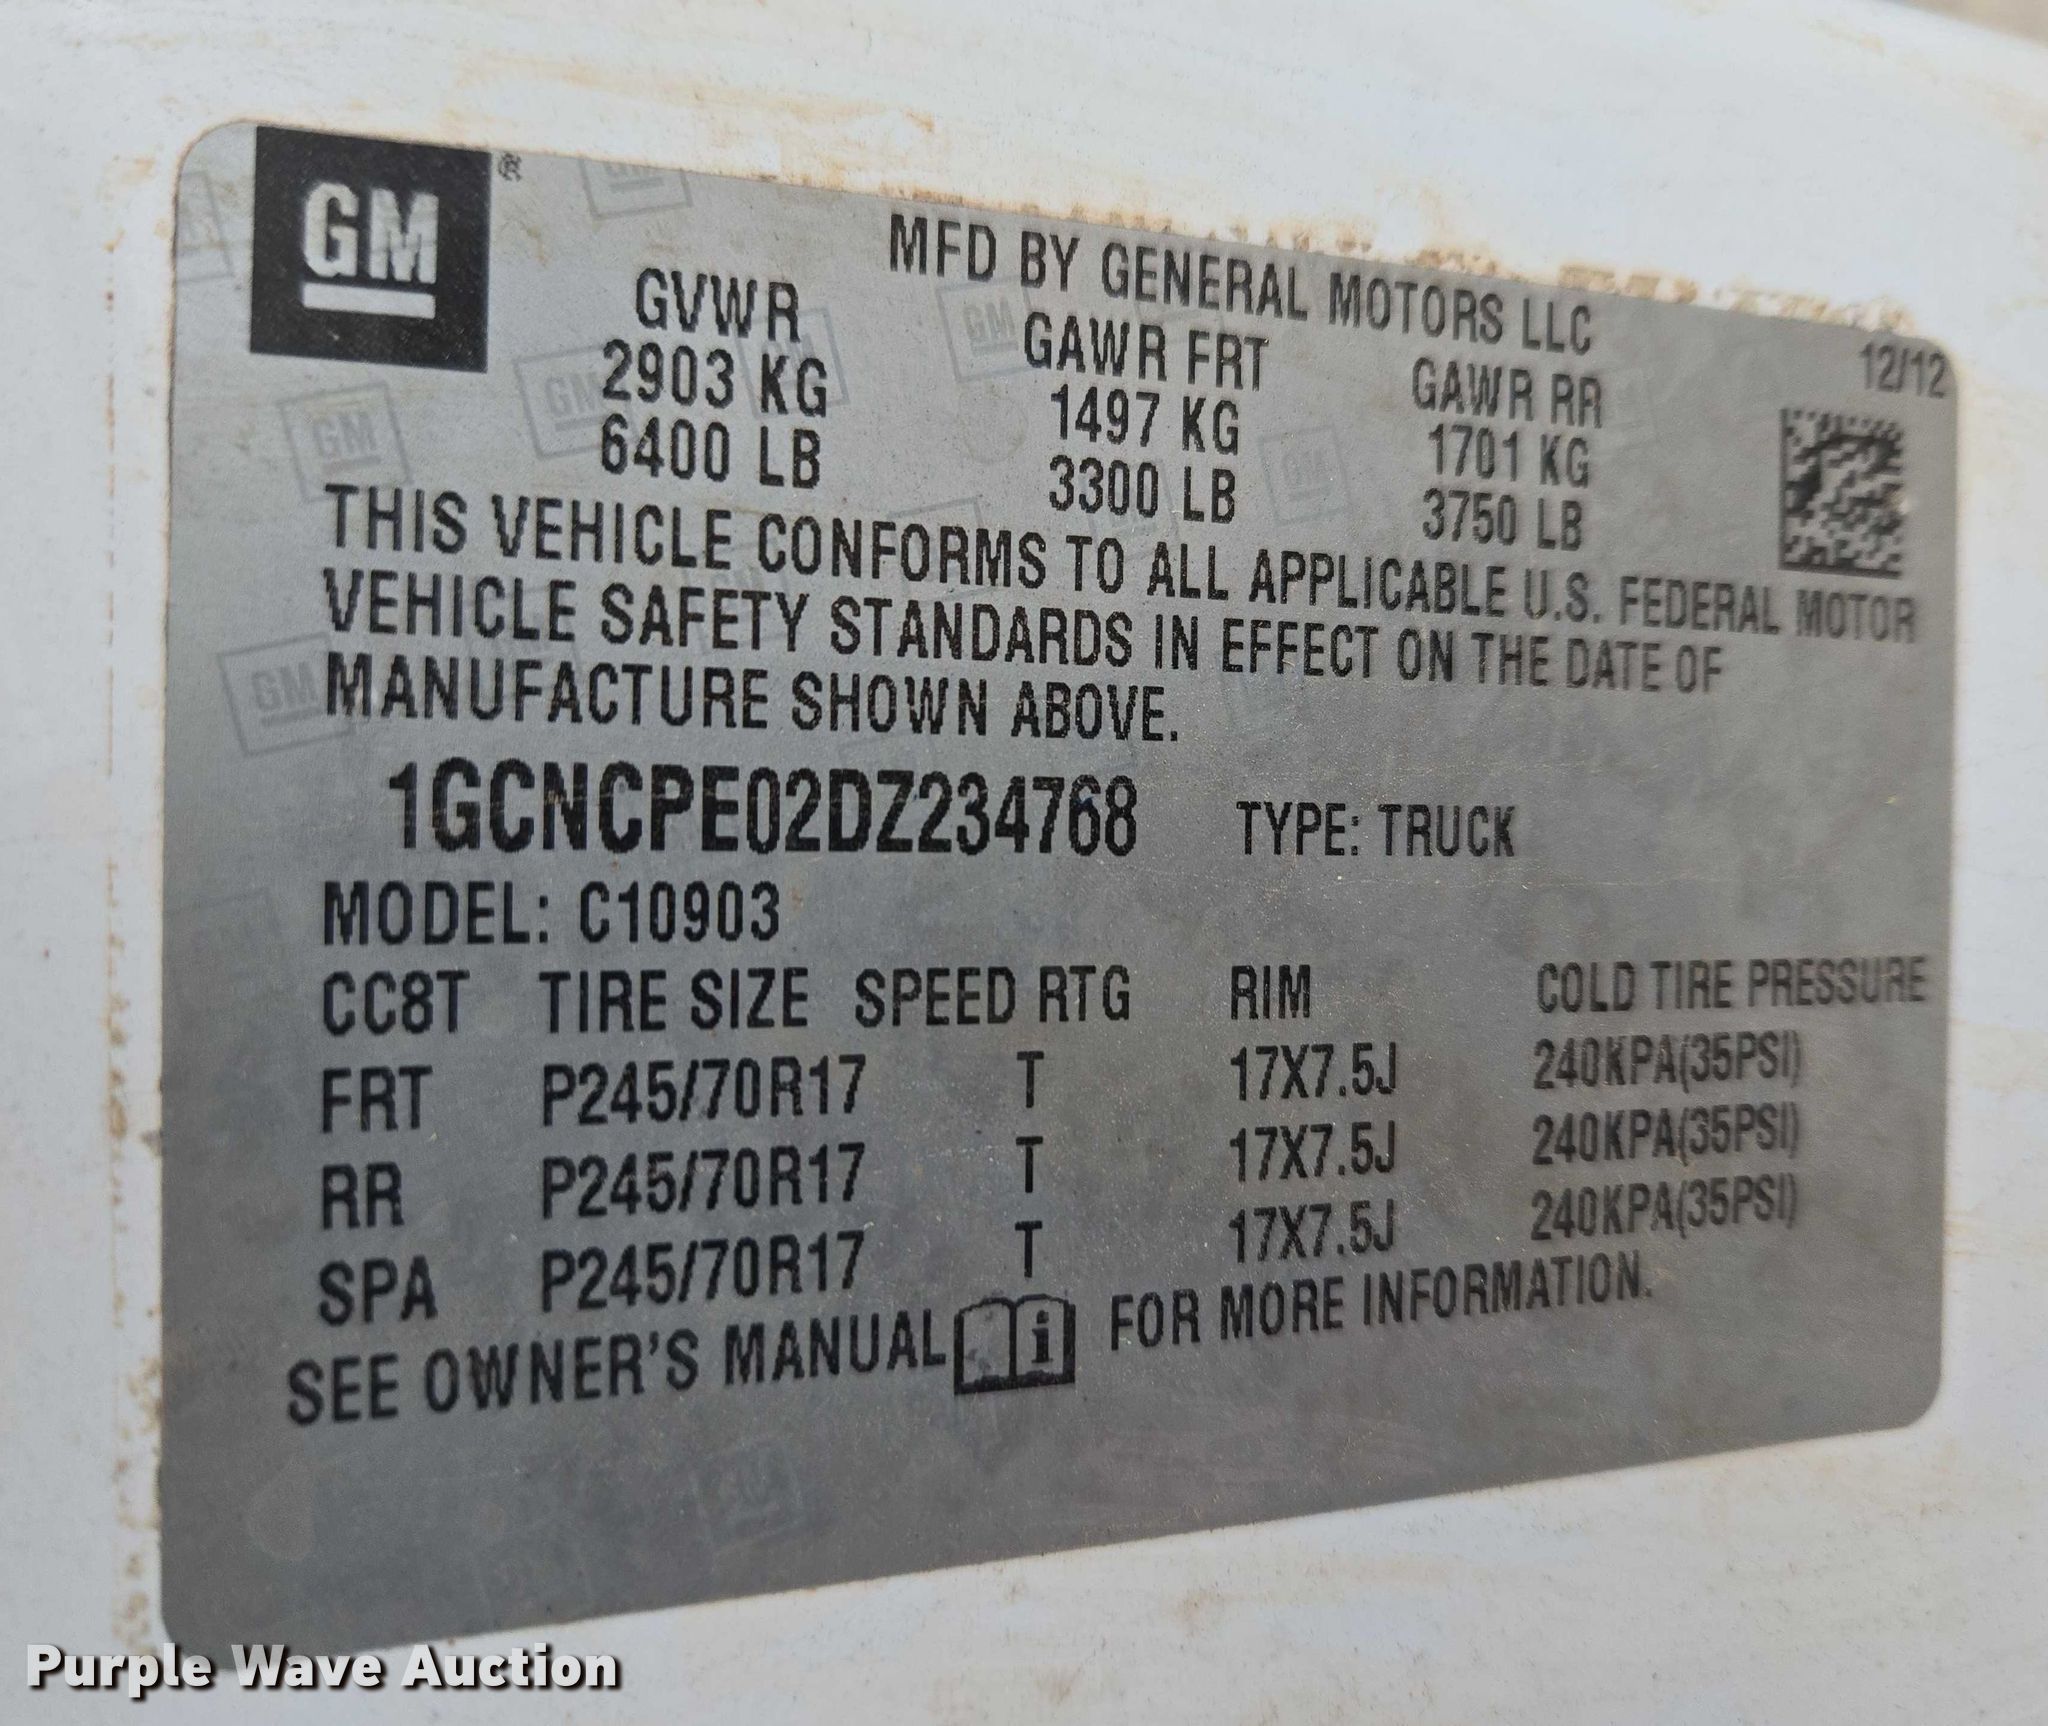 GM
MFD BY GENERAL MOTORS LLC
12/12
GVWR GAWR FRT GAWR RR
2903 KG 1497 KG 1701 KG
6400 LB 3300 LB 3750 LB
THIS VEHICLE CONFORMS TO ALL APPLICABLE U.S. FEDERAL MOTOR
VEHICLE SAFETY STANDARDS IN EFFECT ON THE DATE OF
MANUFACTURE SHOWN ABOVE.
1GCNCPE02DZ234768 TYPE: TRUCK
MODEL: C10903
CC8T TIRE SIZE SPEED RTG RIM COLD TIRE PRESSURE
FRT P245/70R17 T 17X7.5J 240KPA(35PSI)
RR P245/70R17 T 17X7.5J 240KPA(35PSI)
SPA P245/70R17 T 17X7.5J 240KPA(35PSI)
SEE OWNER'S MANUAL i FOR MORE INFORMATION.
Purple Wave Auction